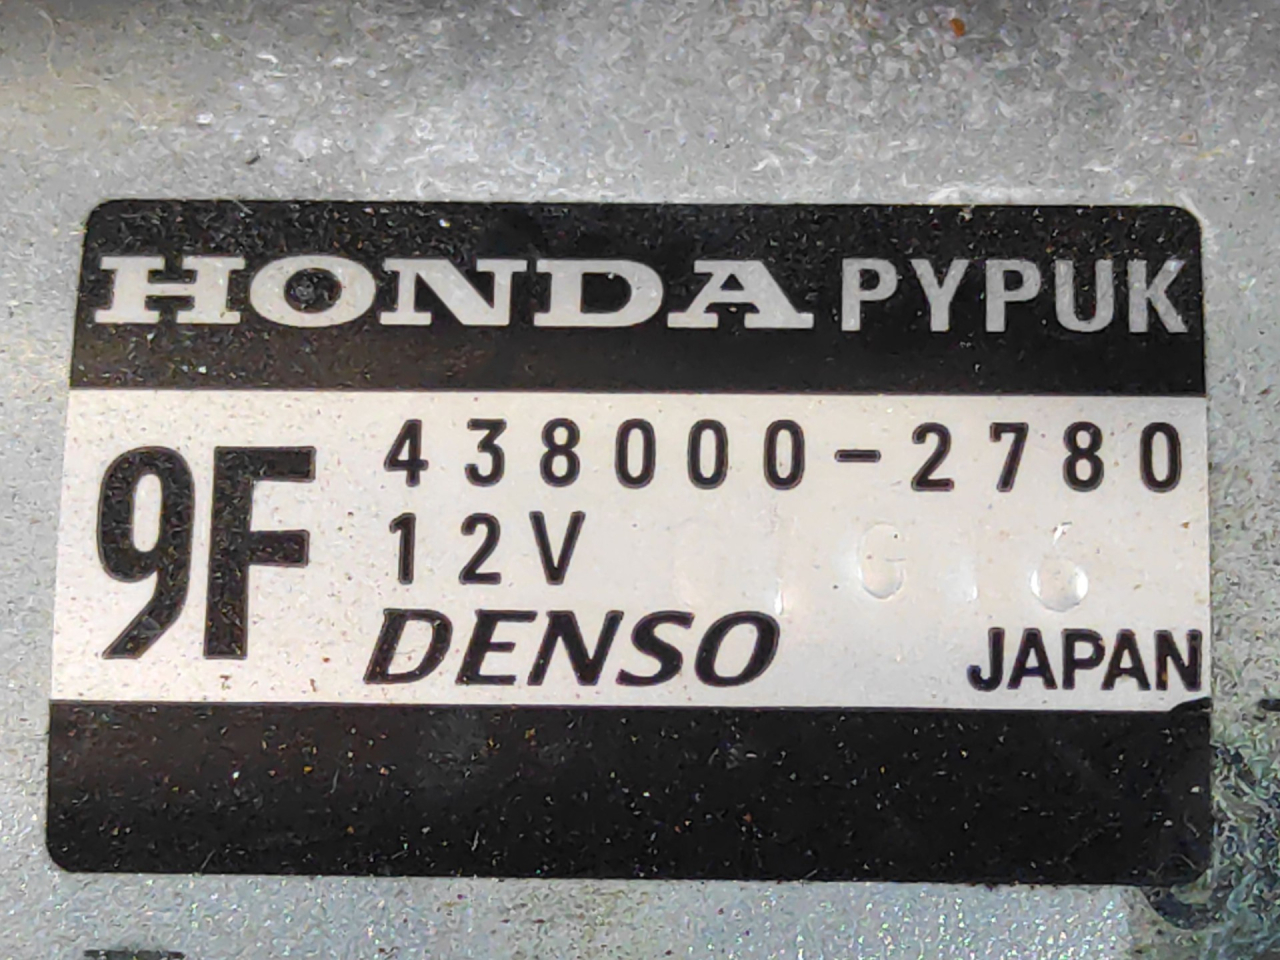 HONDA PYPUK
9F
438000-2780
12V
DENSO JAPAN